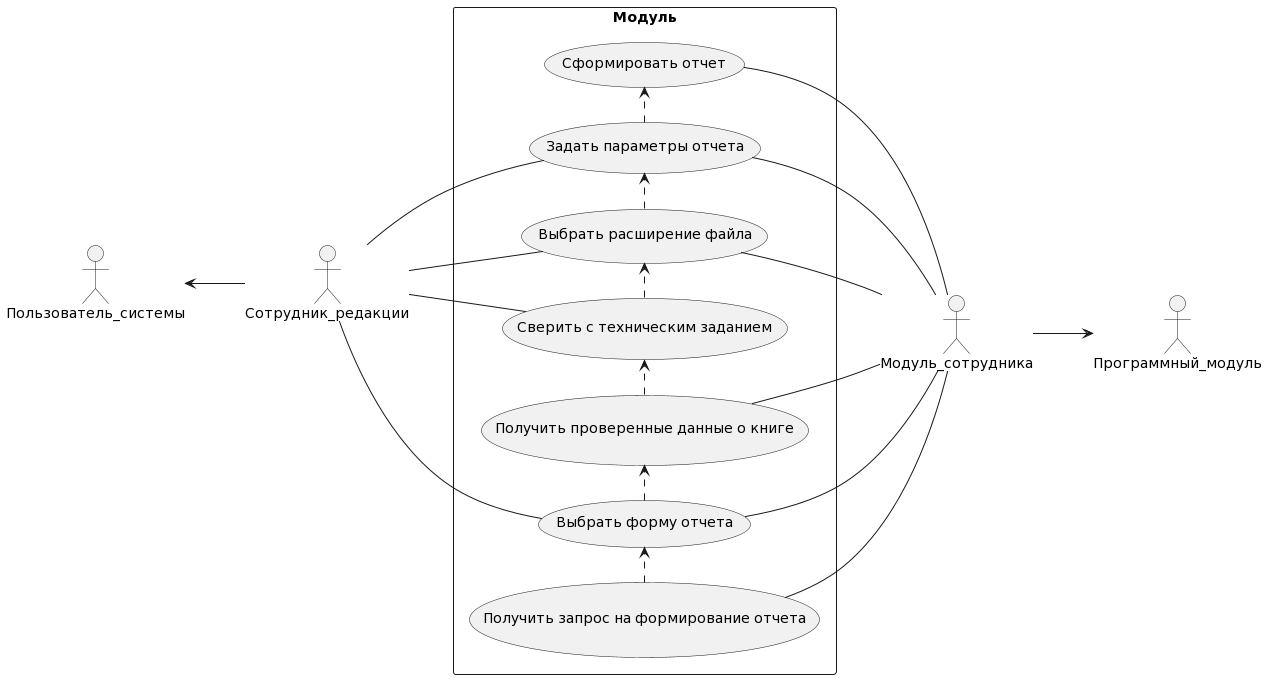 Модуль
Сформировать отчет
Задать параметры отчета
Выбрать расширение файла
Пользователь_системы
Сотрудник_редакции
Сверить с техническим заданием
Модуль_сотрудника
Программный_модуль
Получить проверенные данные о книге
Выбрать форму отчета
Получить запрос на формирование отчета